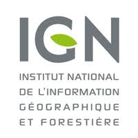 IGN
INSTITUT NATIONAL
DE L'INFORMATION
GÉOGRAPHIQUE
ET FORESTIÈRE